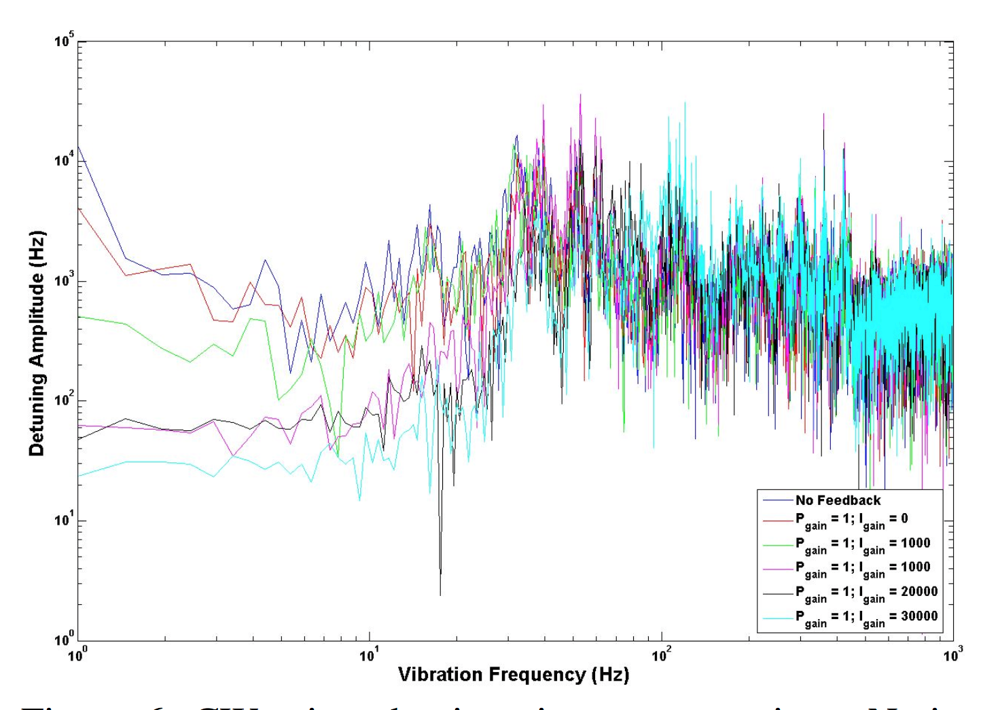 10^5
10^4
10^3
10^2
10^1
10^0
Detuning Amplitude (Hz)
10^0 10^1 10^2 10^3
Vibration Frequency (Hz)
No Feedback
P_gain = 1; I_gain = 0
P_gain = 1; I_gain = 1000
P_gain = 1; I_gain = 1000
P_gain = 1; I_gain = 20000
P_gain = 1; I_gain = 30000